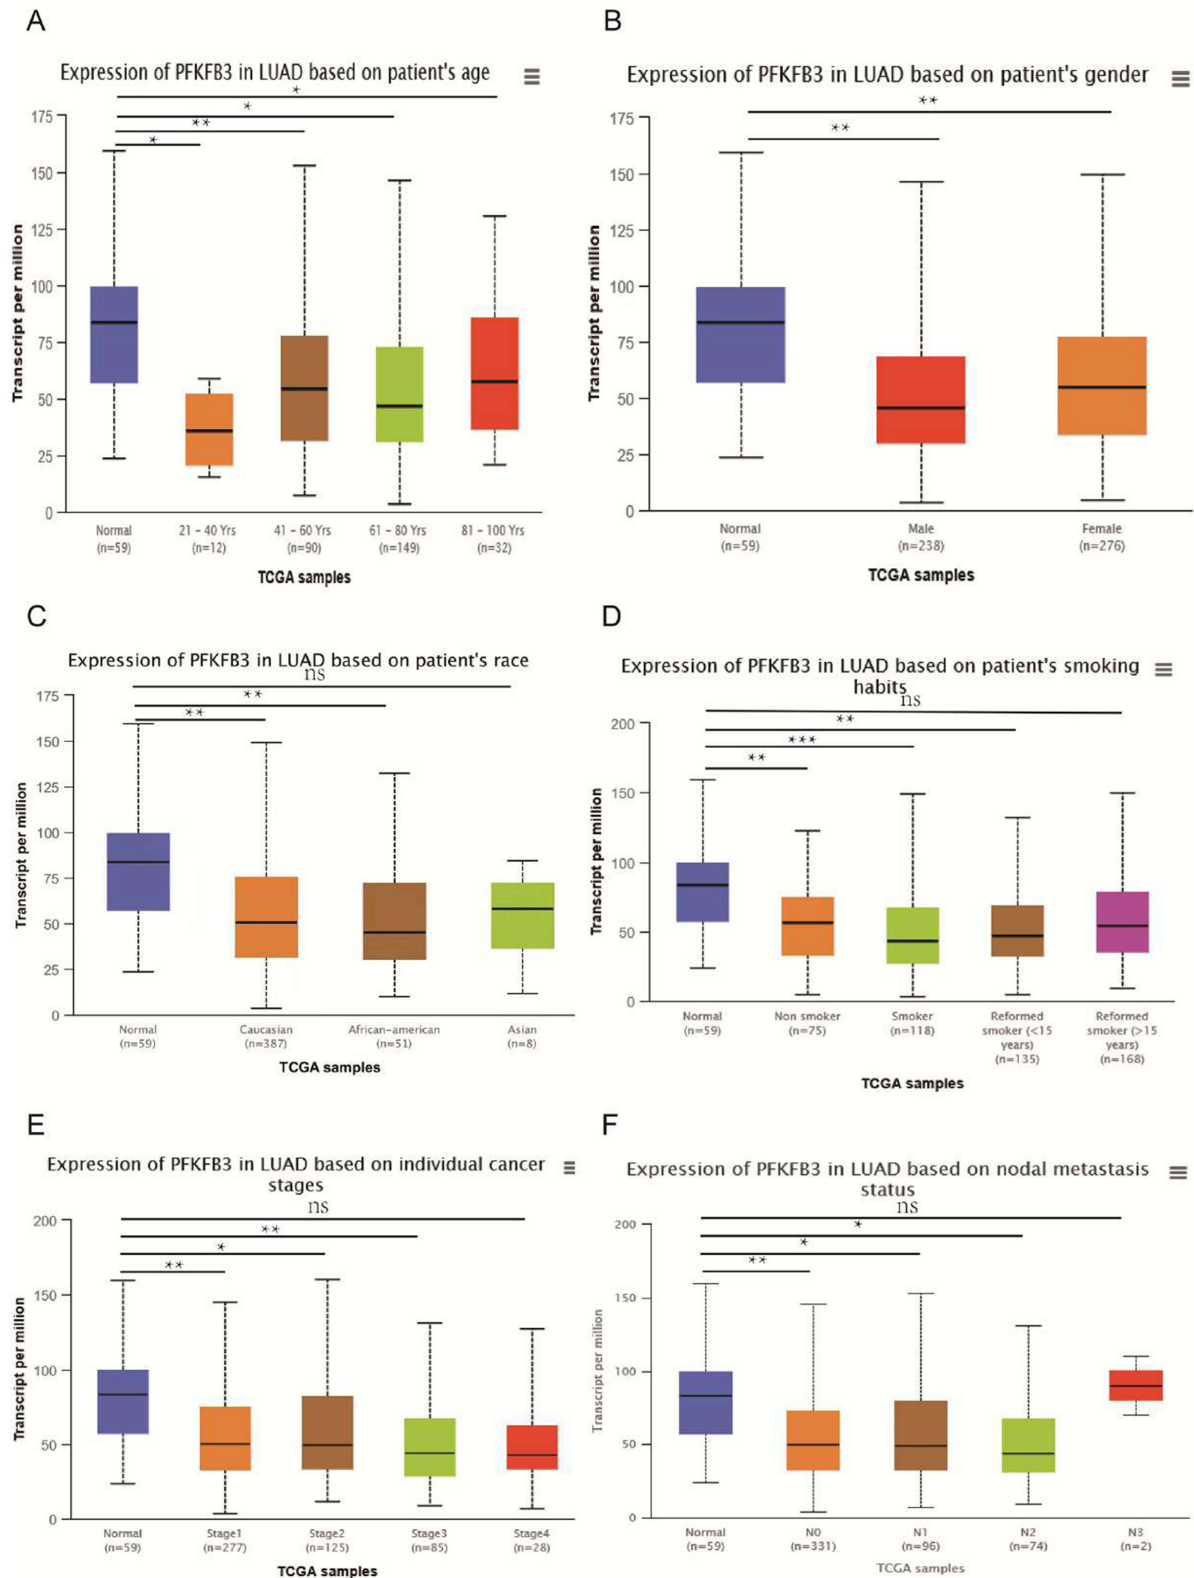 A
Expression of PFKFB3 in LUAD based on patient's age
*
*
**
*
175
150
125
100
75
50
25
0
Transcript per million
Normal
(n=59)
21 - 40 Yrs
(n=12)
41 - 60 Yrs
(n=90)
61 - 80 Yrs
(n=149)
81 - 100 Yrs
(n=32)
TCGA samples
B
Expression of PFKFB3 in LUAD based on patient's gender
**
**
175
150
125
100
75
50
25
0
Transcript per million
Normal
(n=59)
Male
(n=238)
Female
(n=276)
TCGA samples
C
Expression of PFKFB3 in LUAD based on patient's race
ns
**
**
175
150
125
100
75
50
25
0
Transcript per million
Normal
(n=59)
Caucasian
(n=387)
African-american
(n=51)
Asian
(n=8)
TCGA samples
D
Expression of PFKFB3 in LUAD based on patient's smoking
habits
ns
**
***
**
200
150
100
50
0
Transcript per million
Normal
(n=59)
Non smoker
(n=75)
Smoker
(n=118)
Reformed
smoker (<15
years)
(n=135)
Reformed
smoker (>15
years)
(n=168)
TCGA samples
E
Expression of PFKFB3 in LUAD based on individual cancer
stages
ns
**
*
**
200
150
100
50
0
Transcript per million
Normal
(n=59)
Stage1
(n=277)
Stage2
(n=125)
Stage3
(n=85)
Stage4
(n=28)
TCGA samples
F
Expression of PFKFB3 in LUAD based on nodal metastasis
status
ns
*
*
**
200
150
100
50
0
Transcript per million
Normal
(n=59)
N0
(n=331)
N1
(n=96)
N2
(n=74)
N3
(n=2)
TCGA samples